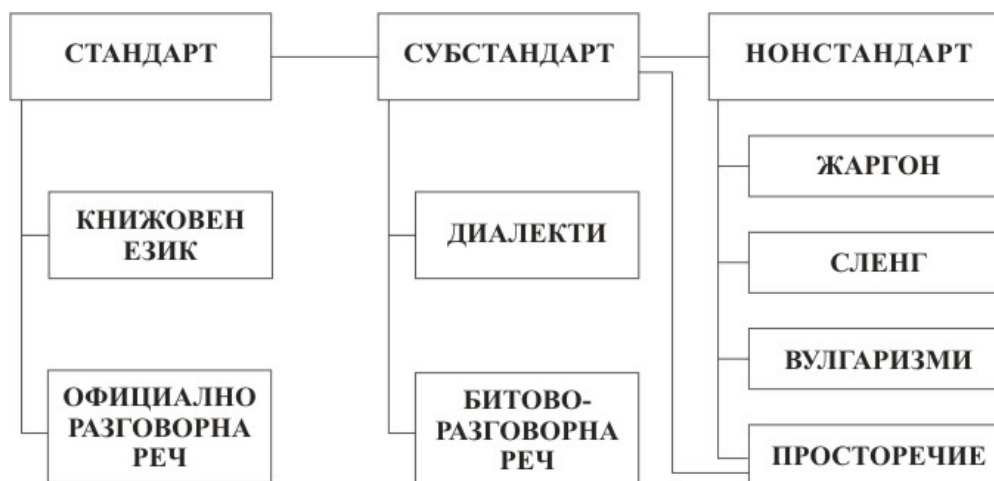 СТАНДАРТ
СУБСТАНДАРТ
НОНСТАНДАРТ
КНИЖОВЕН
ЕЗИК
ОФИЦИАЛНО
РАЗГОВОРНА
РЕЧ
ДИАЛЕКТИ
БИТОВО-
РАЗГОВОРНА
РЕЧ
ЖАРГОН
СЛЕНГ
ВУЛГАРИЗМИ
ПРОСТОРЕЧИЕ